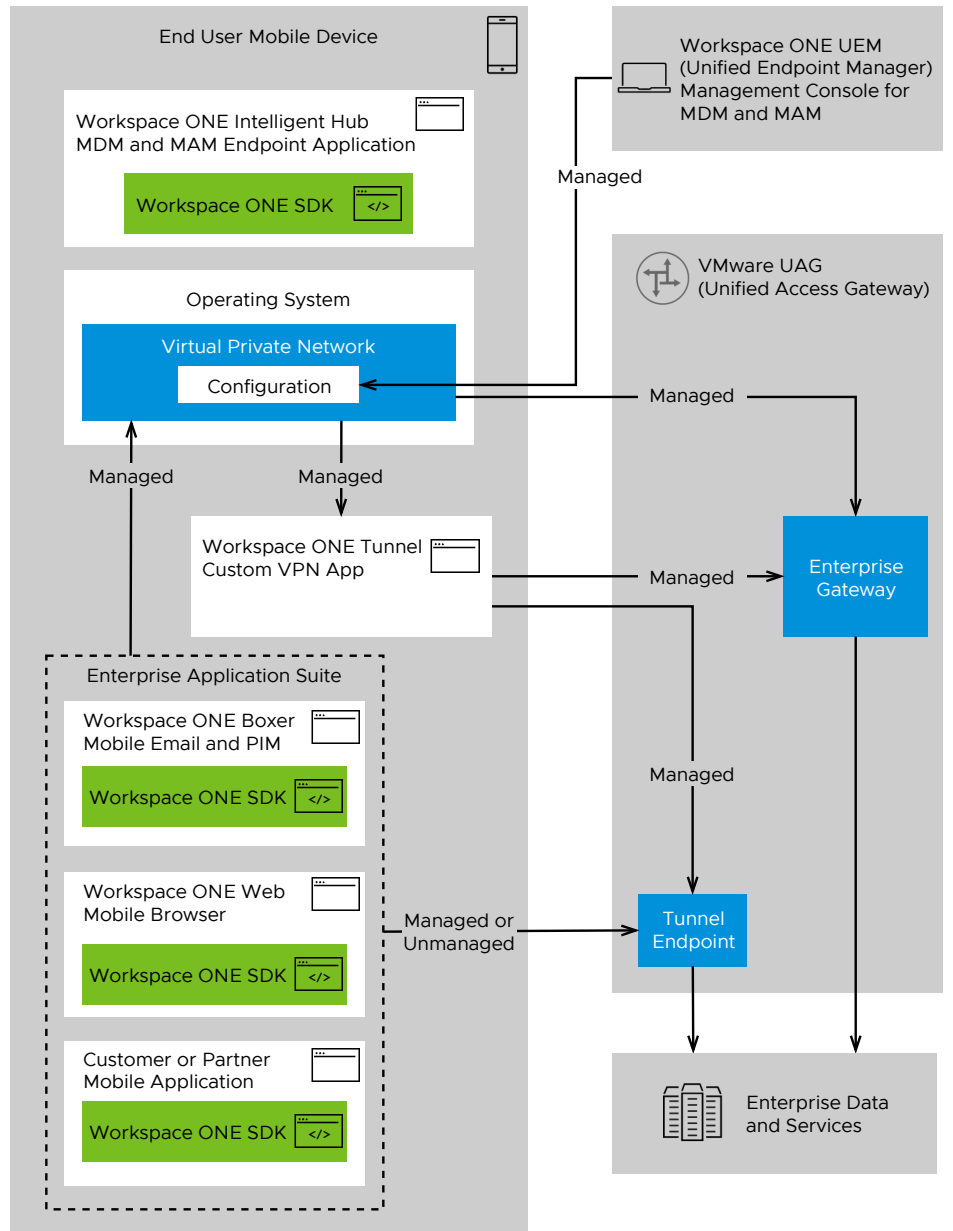 End User Mobile Device
Workspace ONE Intelligent Hub
MDM and MAM Endpoint Application
Workspace ONE SDK
</>
Operating System
Virtual Private Network
Configuration
Managed
Managed
Workspace ONE Tunnel
Custom VPN App
Enterprise Application Suite
Workspace ONE Boxer
Mobile Email and PIM
Workspace ONE SDK
</>
Workspace ONE Web
Mobile Browser
Workspace ONE SDK
</>
Customer or Partner
Mobile Application
Workspace ONE SDK
</>
Workspace ONE UEM
(Unified Endpoint Manager)
Management Console for
MDM and MAM
Managed
VMware UAG
(Unified Access Gateway)
Managed
Managed
Enterprise
Gateway
Managed
Managed or
Unmanaged
Tunnel
Endpoint
Enterprise Data
and Services